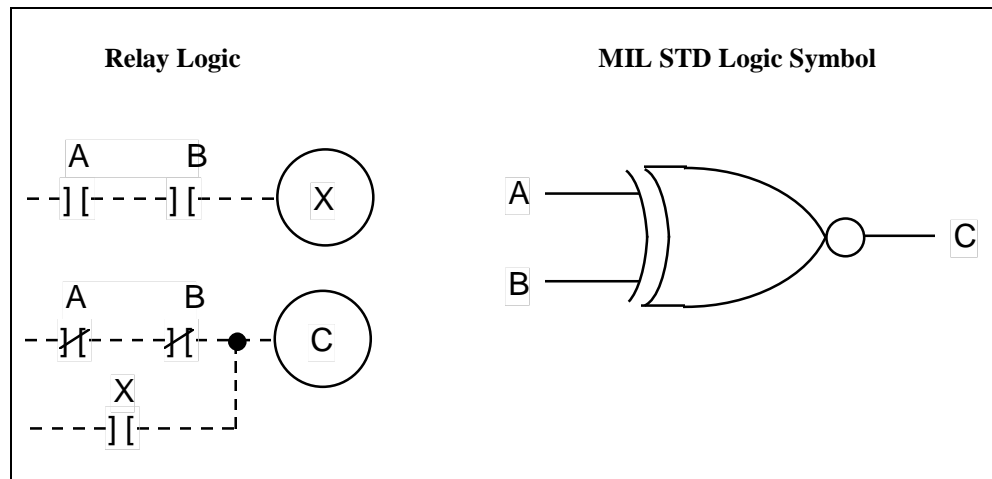 Relay Logic
MIL STD Logic Symbol
A B
] [ ] [ X
A B
]/[ ]/[ C
X
] [
A
B
C